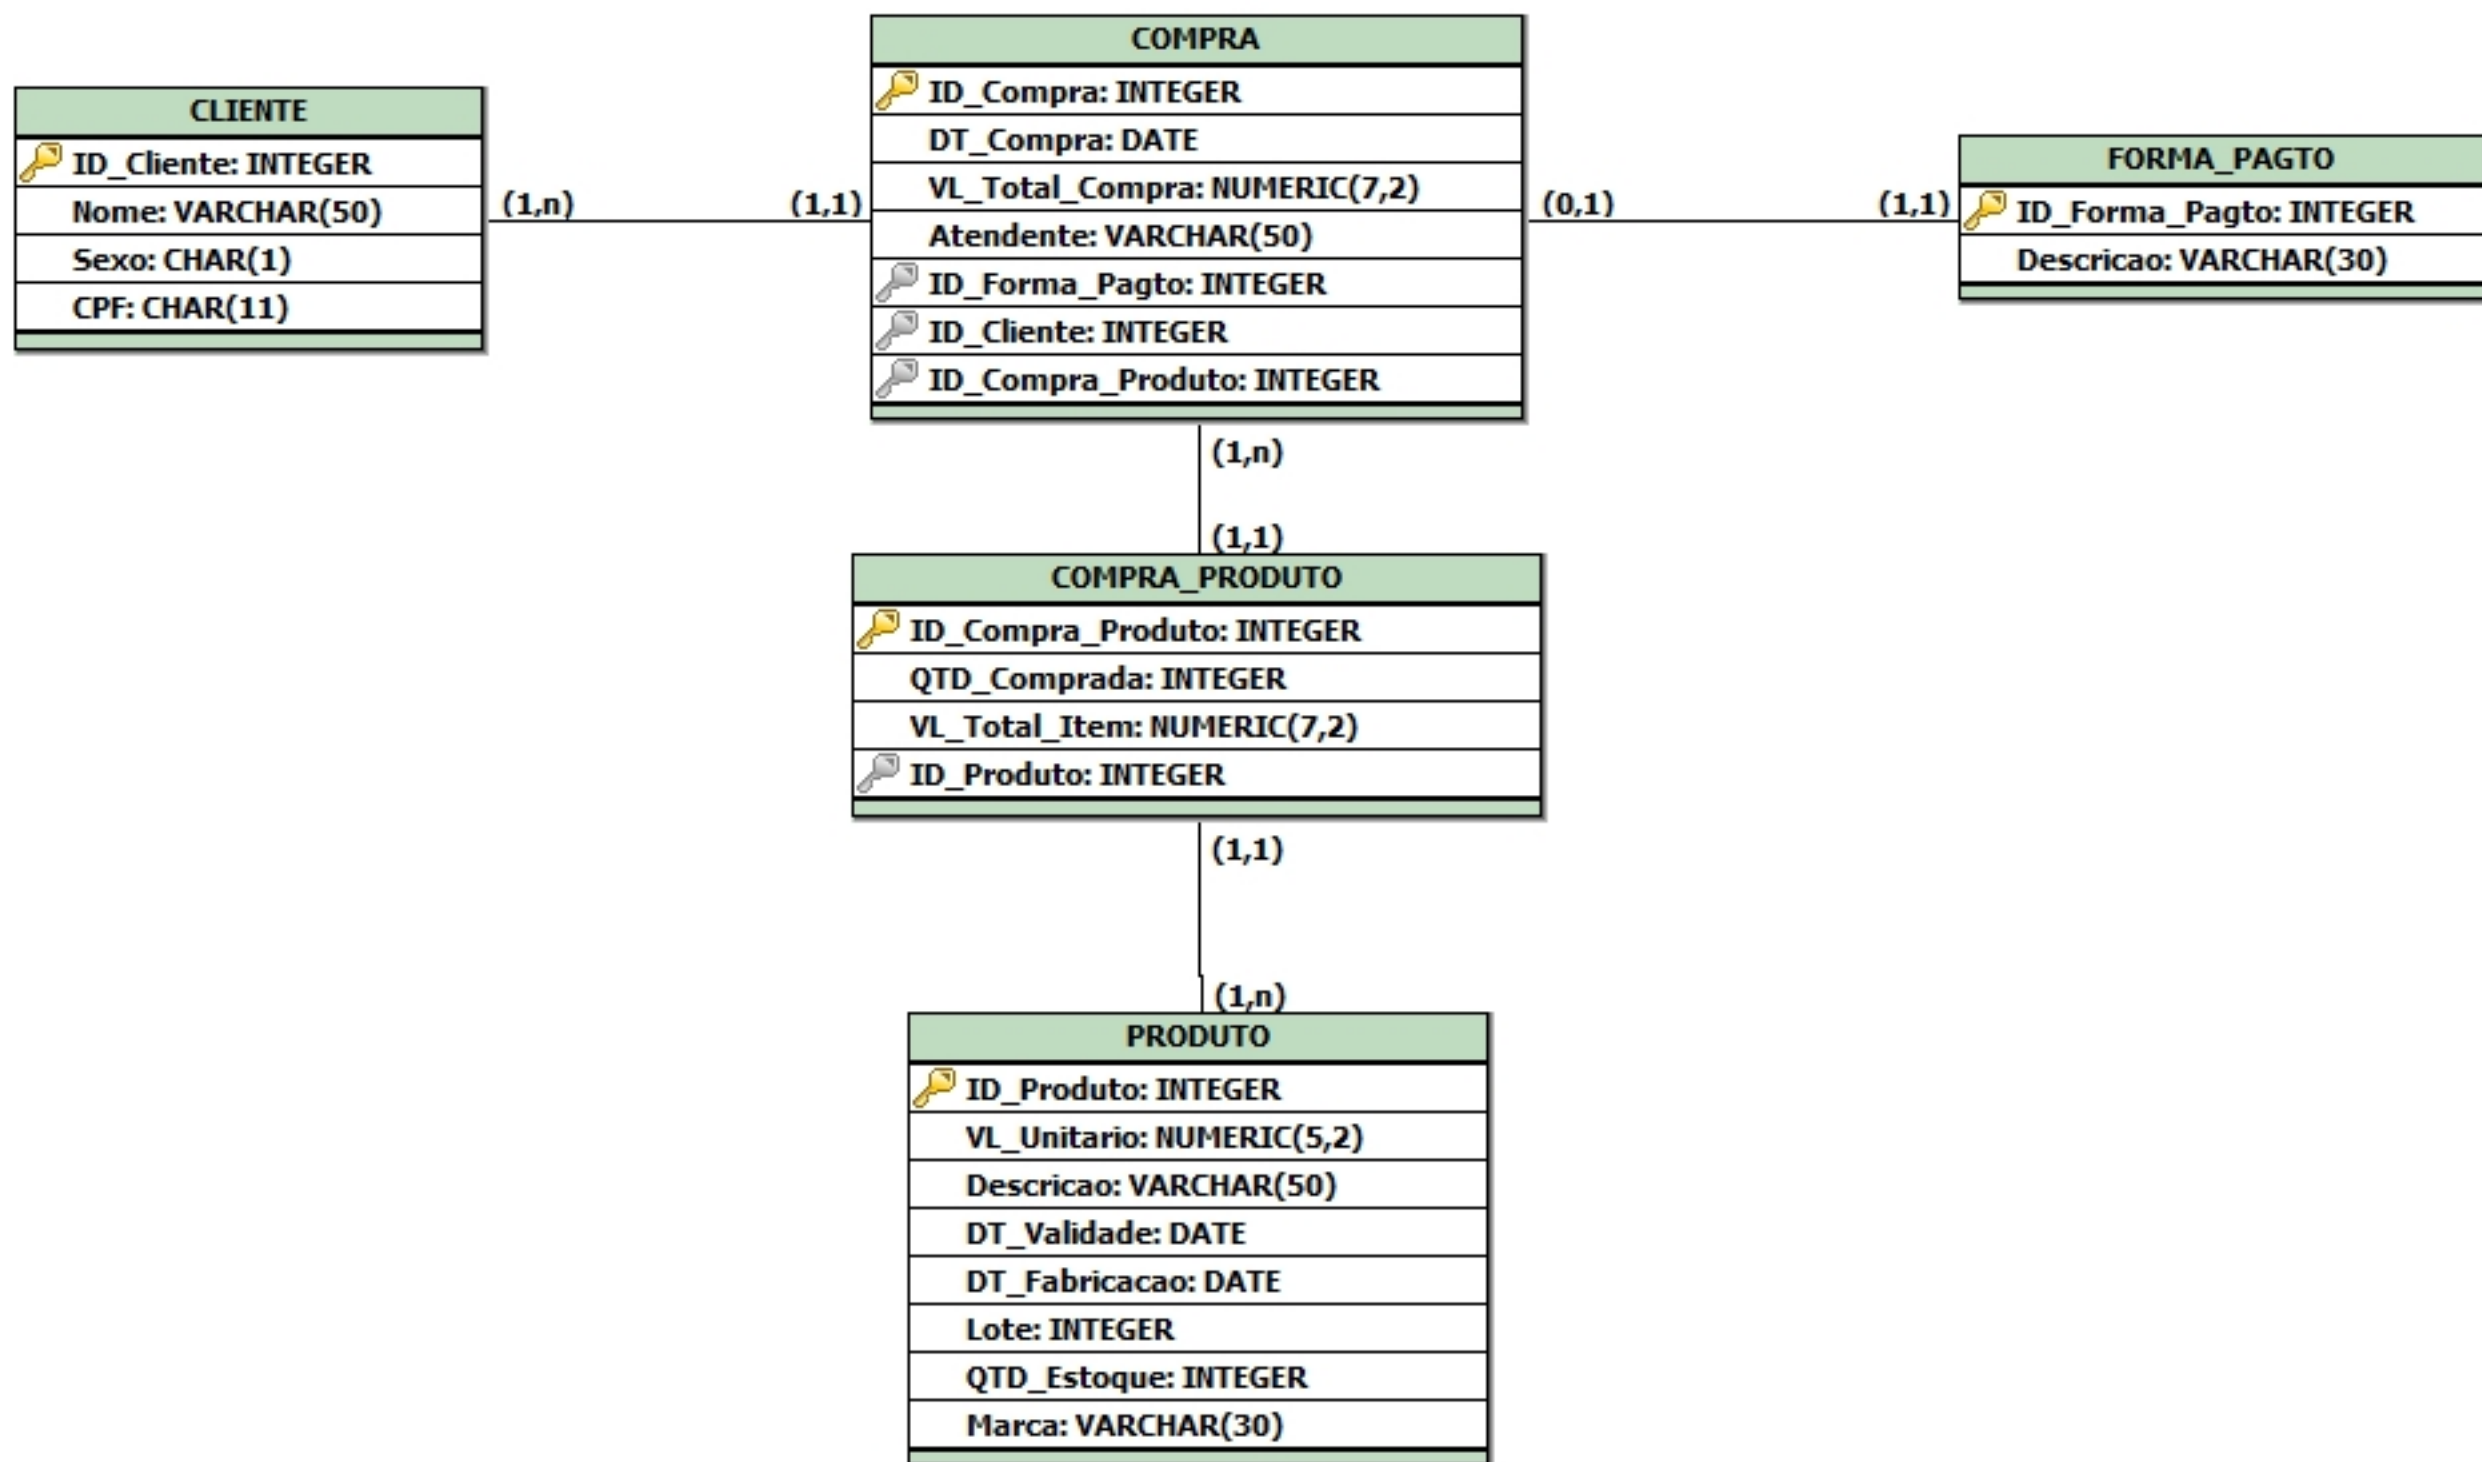 CLIENTE
ID_Cliente: INTEGER
Nome: VARCHAR(50)
Sexo: CHAR(1)
CPF: CHAR(11)
(1,n)
(1,1)
COMPRA
ID_Compra: INTEGER
DT_Compra: DATE
VL_Total_Compra: NUMERIC(7,2)
Atendente: VARCHAR(50)
ID_Forma_Pagto: INTEGER
ID_Cliente: INTEGER
ID_Compra_Produto: INTEGER
(0,1)
(1,1)
FORMA_PAGTO
ID_Forma_Pagto: INTEGER
Descricao: VARCHAR(30)
(1,n)
(1,1)
COMPRA_PRODUTO
ID_Compra_Produto: INTEGER
QTD_Comprada: INTEGER
VL_Total_Item: NUMERIC(7,2)
ID_Produto: INTEGER
(1,1)
(1,n)
PRODUTO
ID_Produto: INTEGER
VL_Unitario: NUMERIC(5,2)
Descricao: VARCHAR(50)
DT_Validade: DATE
DT_Fabricacao: DATE
Lote: INTEGER
QTD_Estoque: INTEGER
Marca: VARCHAR(30)